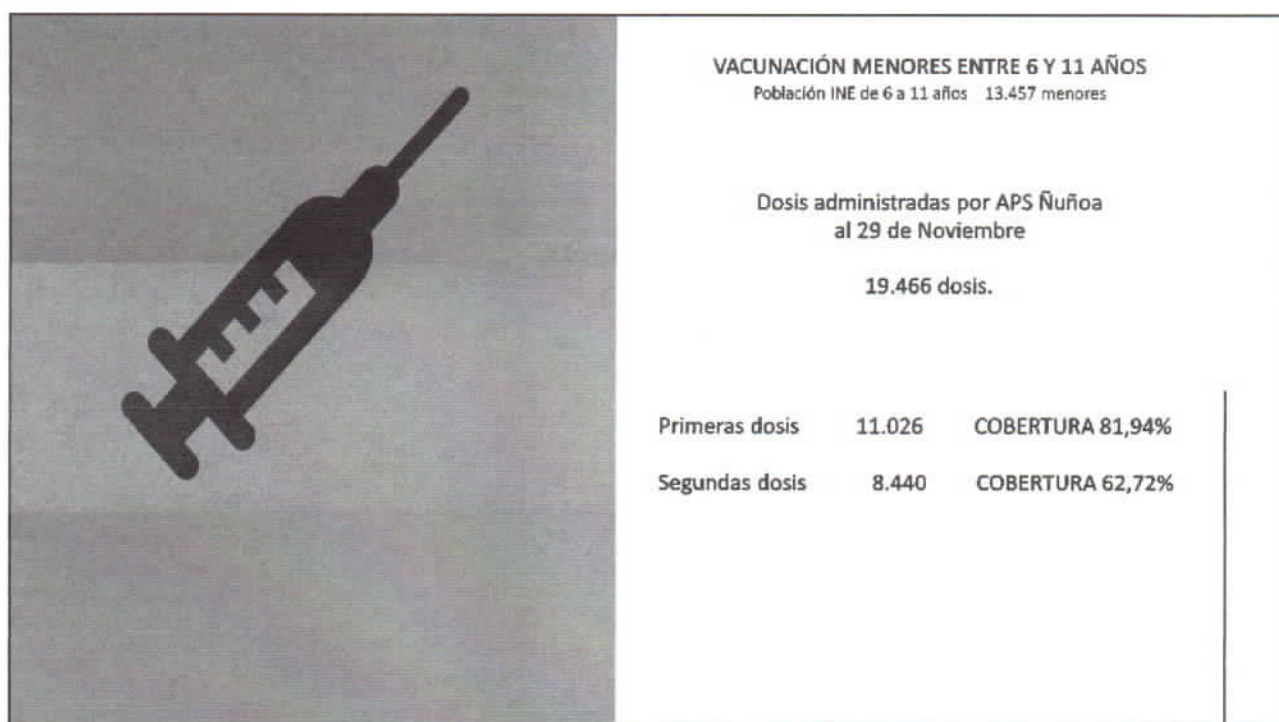 VACUNACIÓN MENORES ENTRE 6 Y 11 AÑOS
Población INE de 6 a 11 años 13.457 menores
Dosis administradas por APS Ñuñoa
al 29 de Noviembre
19.466 dosis.
Primeras dosis 11.026 COBERTURA 81,94%
Segundas dosis 8.440 COBERTURA 62,72%